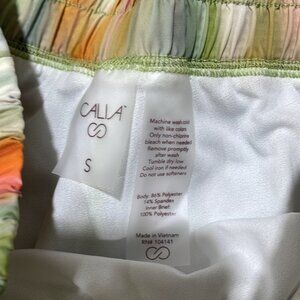 CALIA™
S
Machine wash cold
with like colors
Only non-chlorine
bleach when needed
Remove promptly
after wash
Tumble dry low
Cool iron if needed
Do not use softeners
Body: 86% Polyester
14% Spandex
Inner Brief:
100% Polyester
Made in Vietnam
RN# 104141